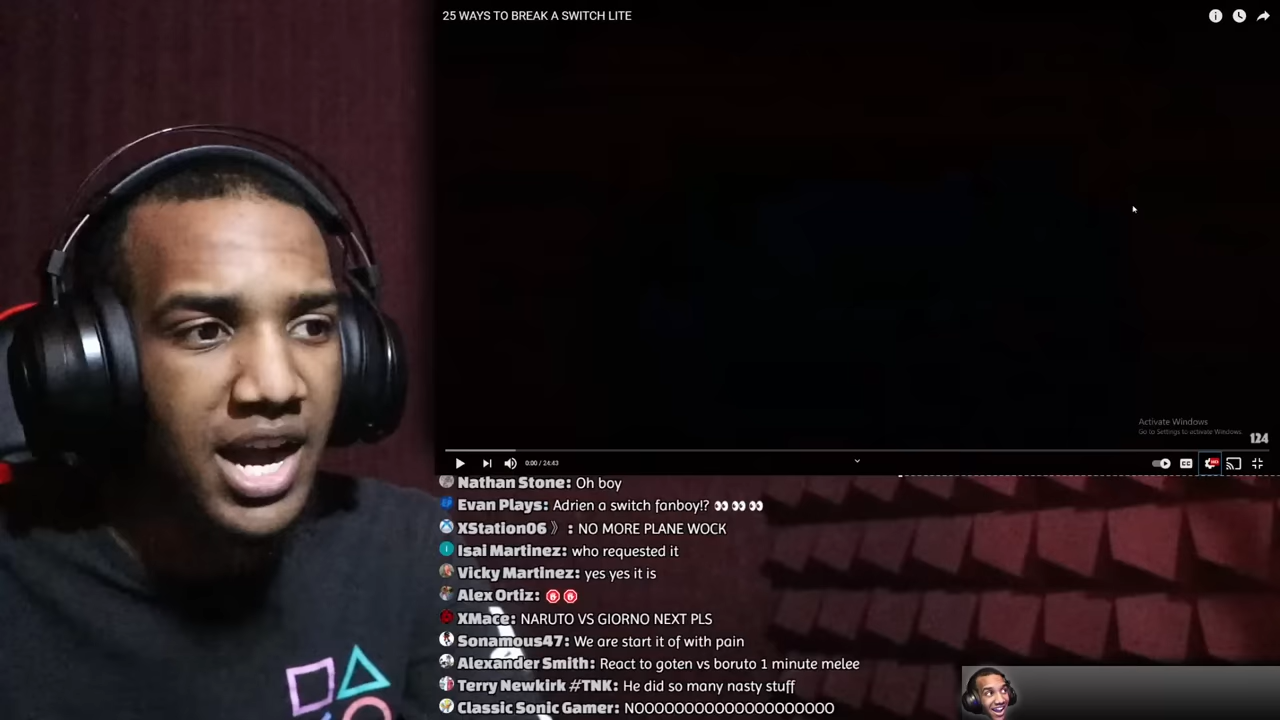 25 WAYS TO BREAK A SWITCH LITE
Activate Windows
Go to Settings to activate Windows.
124
0:00 / 24:43
Nathan Stone: Oh boy
Evan Plays: Adrien a switch fanboy!? 👀👀👀
XStation06 》 : NO MORE PLANE WOCK
Isai Martinez: who requested it
Vicky Martinez: yes yes it is
Alex Ortiz:
XMace: NARUTO VS GIORNO NEXT PLS
Sonamous47: We are start it of with pain
Alexander Smith: React to goten vs boruto 1 minute melee
Terry Newkirk #TNK: He did so many nasty stuff
Classic Sonic Gamer: NOOOOOOOOOOOOOOOOOOO